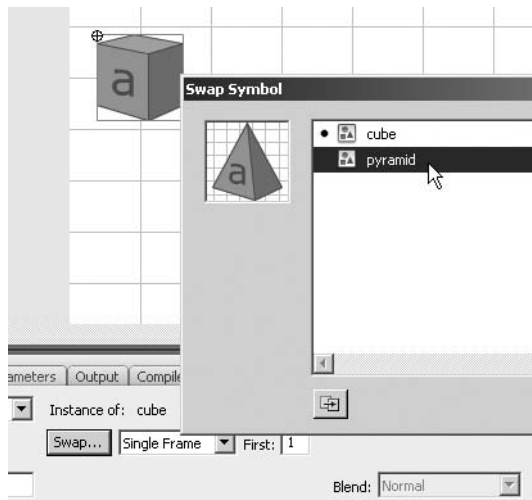 a
Swap Symbol
a
cube
pyramid
ameters Output Compile
Instance of: cube
Swap... Single Frame First: 1
Blend: Normal